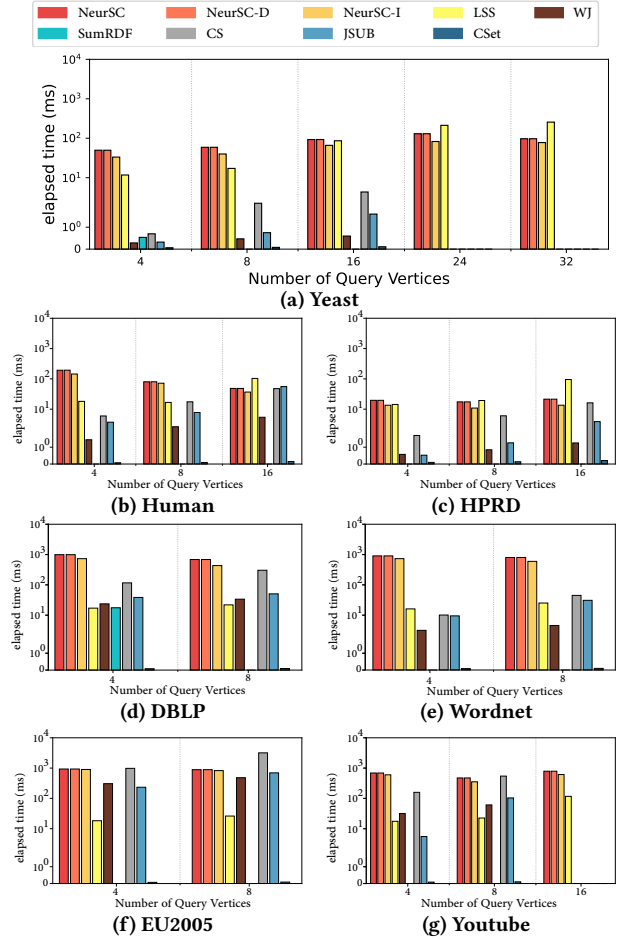 NeurSC NeurSC-D NeurSC-I LSS WJ
SumRDF CS JSUB CSet
10^4
10^3
10^2
10^1
10^0
0
elapsed time (ms)
4 8 16 24 32
Number of Query Vertices
(a) Yeast
10^4
10^3
10^2
10^1
10^0
0
elapsed time (ms)
4 8 16
Number of Query Vertices
(b) Human
10^4
10^3
10^2
10^1
10^0
0
elapsed time (ms)
4 8 16
Number of Query Vertices
(c) HPRD
10^4
10^3
10^2
10^1
10^0
0
elapsed time (ms)
4 8
Number of Query Vertices
(d) DBLP
10^4
10^3
10^2
10^1
10^0
0
elapsed time (ms)
4 8
Number of Query Vertices
(e) Wordnet
10^4
10^3
10^2
10^1
10^0
0
elapsed time (ms)
4 8
Number of Query Vertices
(f) EU2005
10^4
10^3
10^2
10^1
10^0
0
elapsed time (ms)
4 8 16
Number of Query Vertices
(g) Youtube